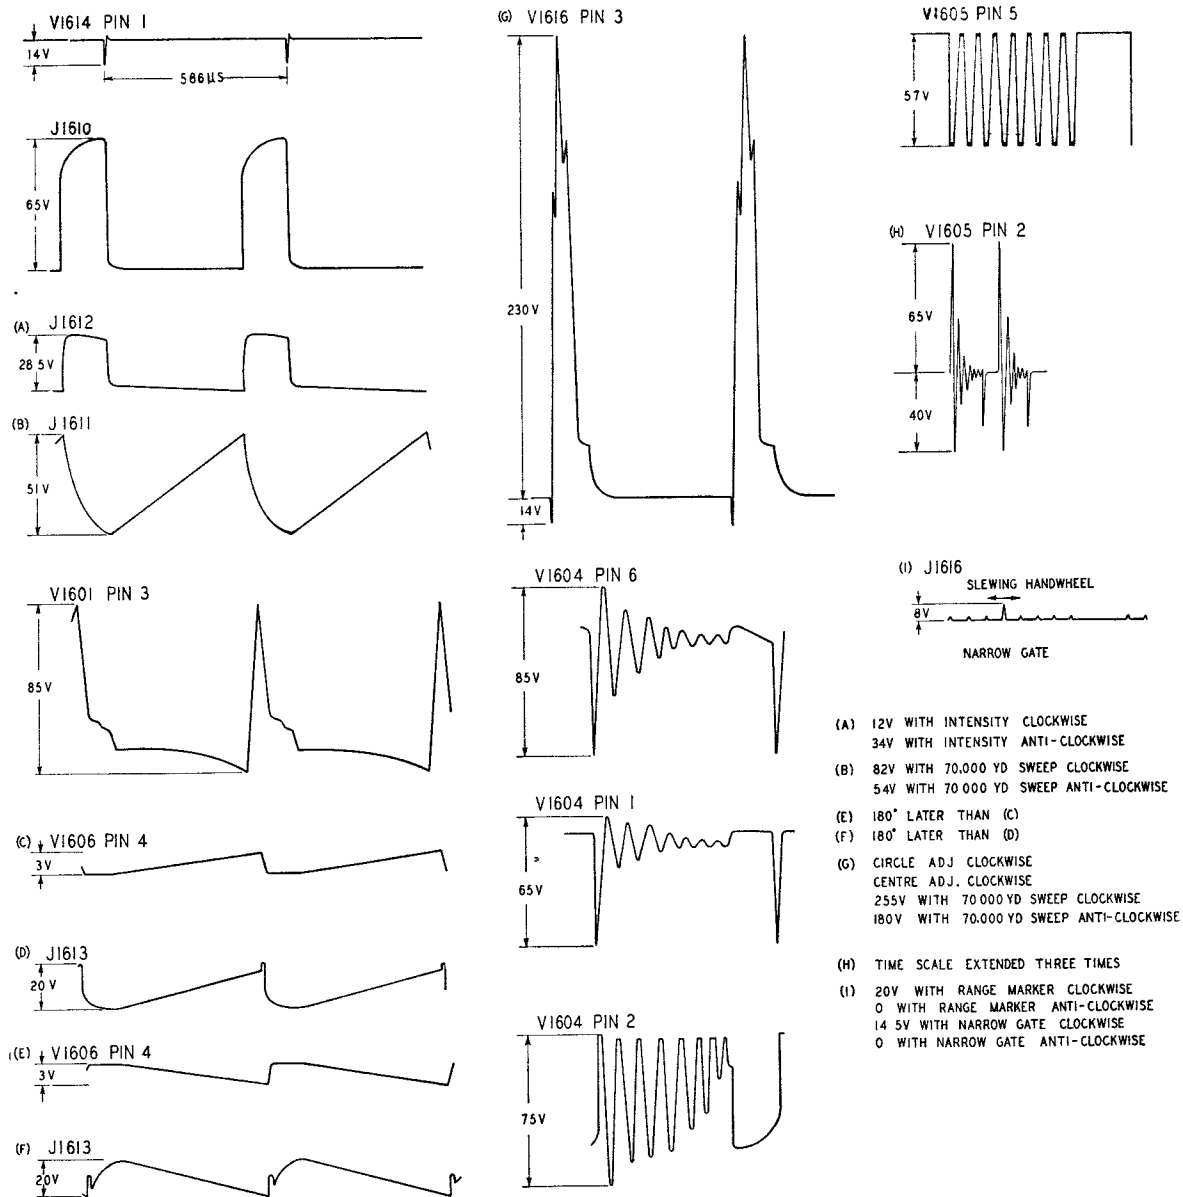 V1614 PIN 1
14V
586µS
J1610
65V
(A) J1612
28 5V
(B) J1611
51V
V1601 PIN 3
85V
(C) V1606 PIN 4
3V
(D) J1613
20 V
(E) V1606 PIN 4
3V
(F) J1613
20V
(G) V1616 PIN 3
230V
14V
V1604 PIN 6
85V
V1604 PIN 1
65V
V1604 PIN 2
75V
V1605 PIN 5
57V
(H) V1605 PIN 2
65V
40V
(I) J1616
SLEWING HANDWHEEL
8V
NARROW GATE
(A) 12V WITH INTENSITY CLOCKWISE
34V WITH INTENSITY ANTI-CLOCKWISE
(B) 82V WITH 70,000 YD SWEEP CLOCKWISE
54V WITH 70 000 YD SWEEP ANTI-CLOCKWISE
(E) 180° LATER THAN (C)
(F) 180° LATER THAN (D)
(G) CIRCLE ADJ CLOCKWISE
CENTRE ADJ. CLOCKWISE
255V WITH 70 000 YD SWEEP CLOCKWISE
180V WITH 70.000 YD SWEEP ANTI-CLOCKWISE
(H) TIME SCALE EXTENDED THREE TIMES
(I) 20V WITH RANGE MARKER CLOCKWISE
0 WITH RANGE MARKER ANTI-CLOCKWISE
14 5V WITH NARROW GATE CLOCKWISE
0 WITH NARROW GATE ANTI-CLOCKWISE